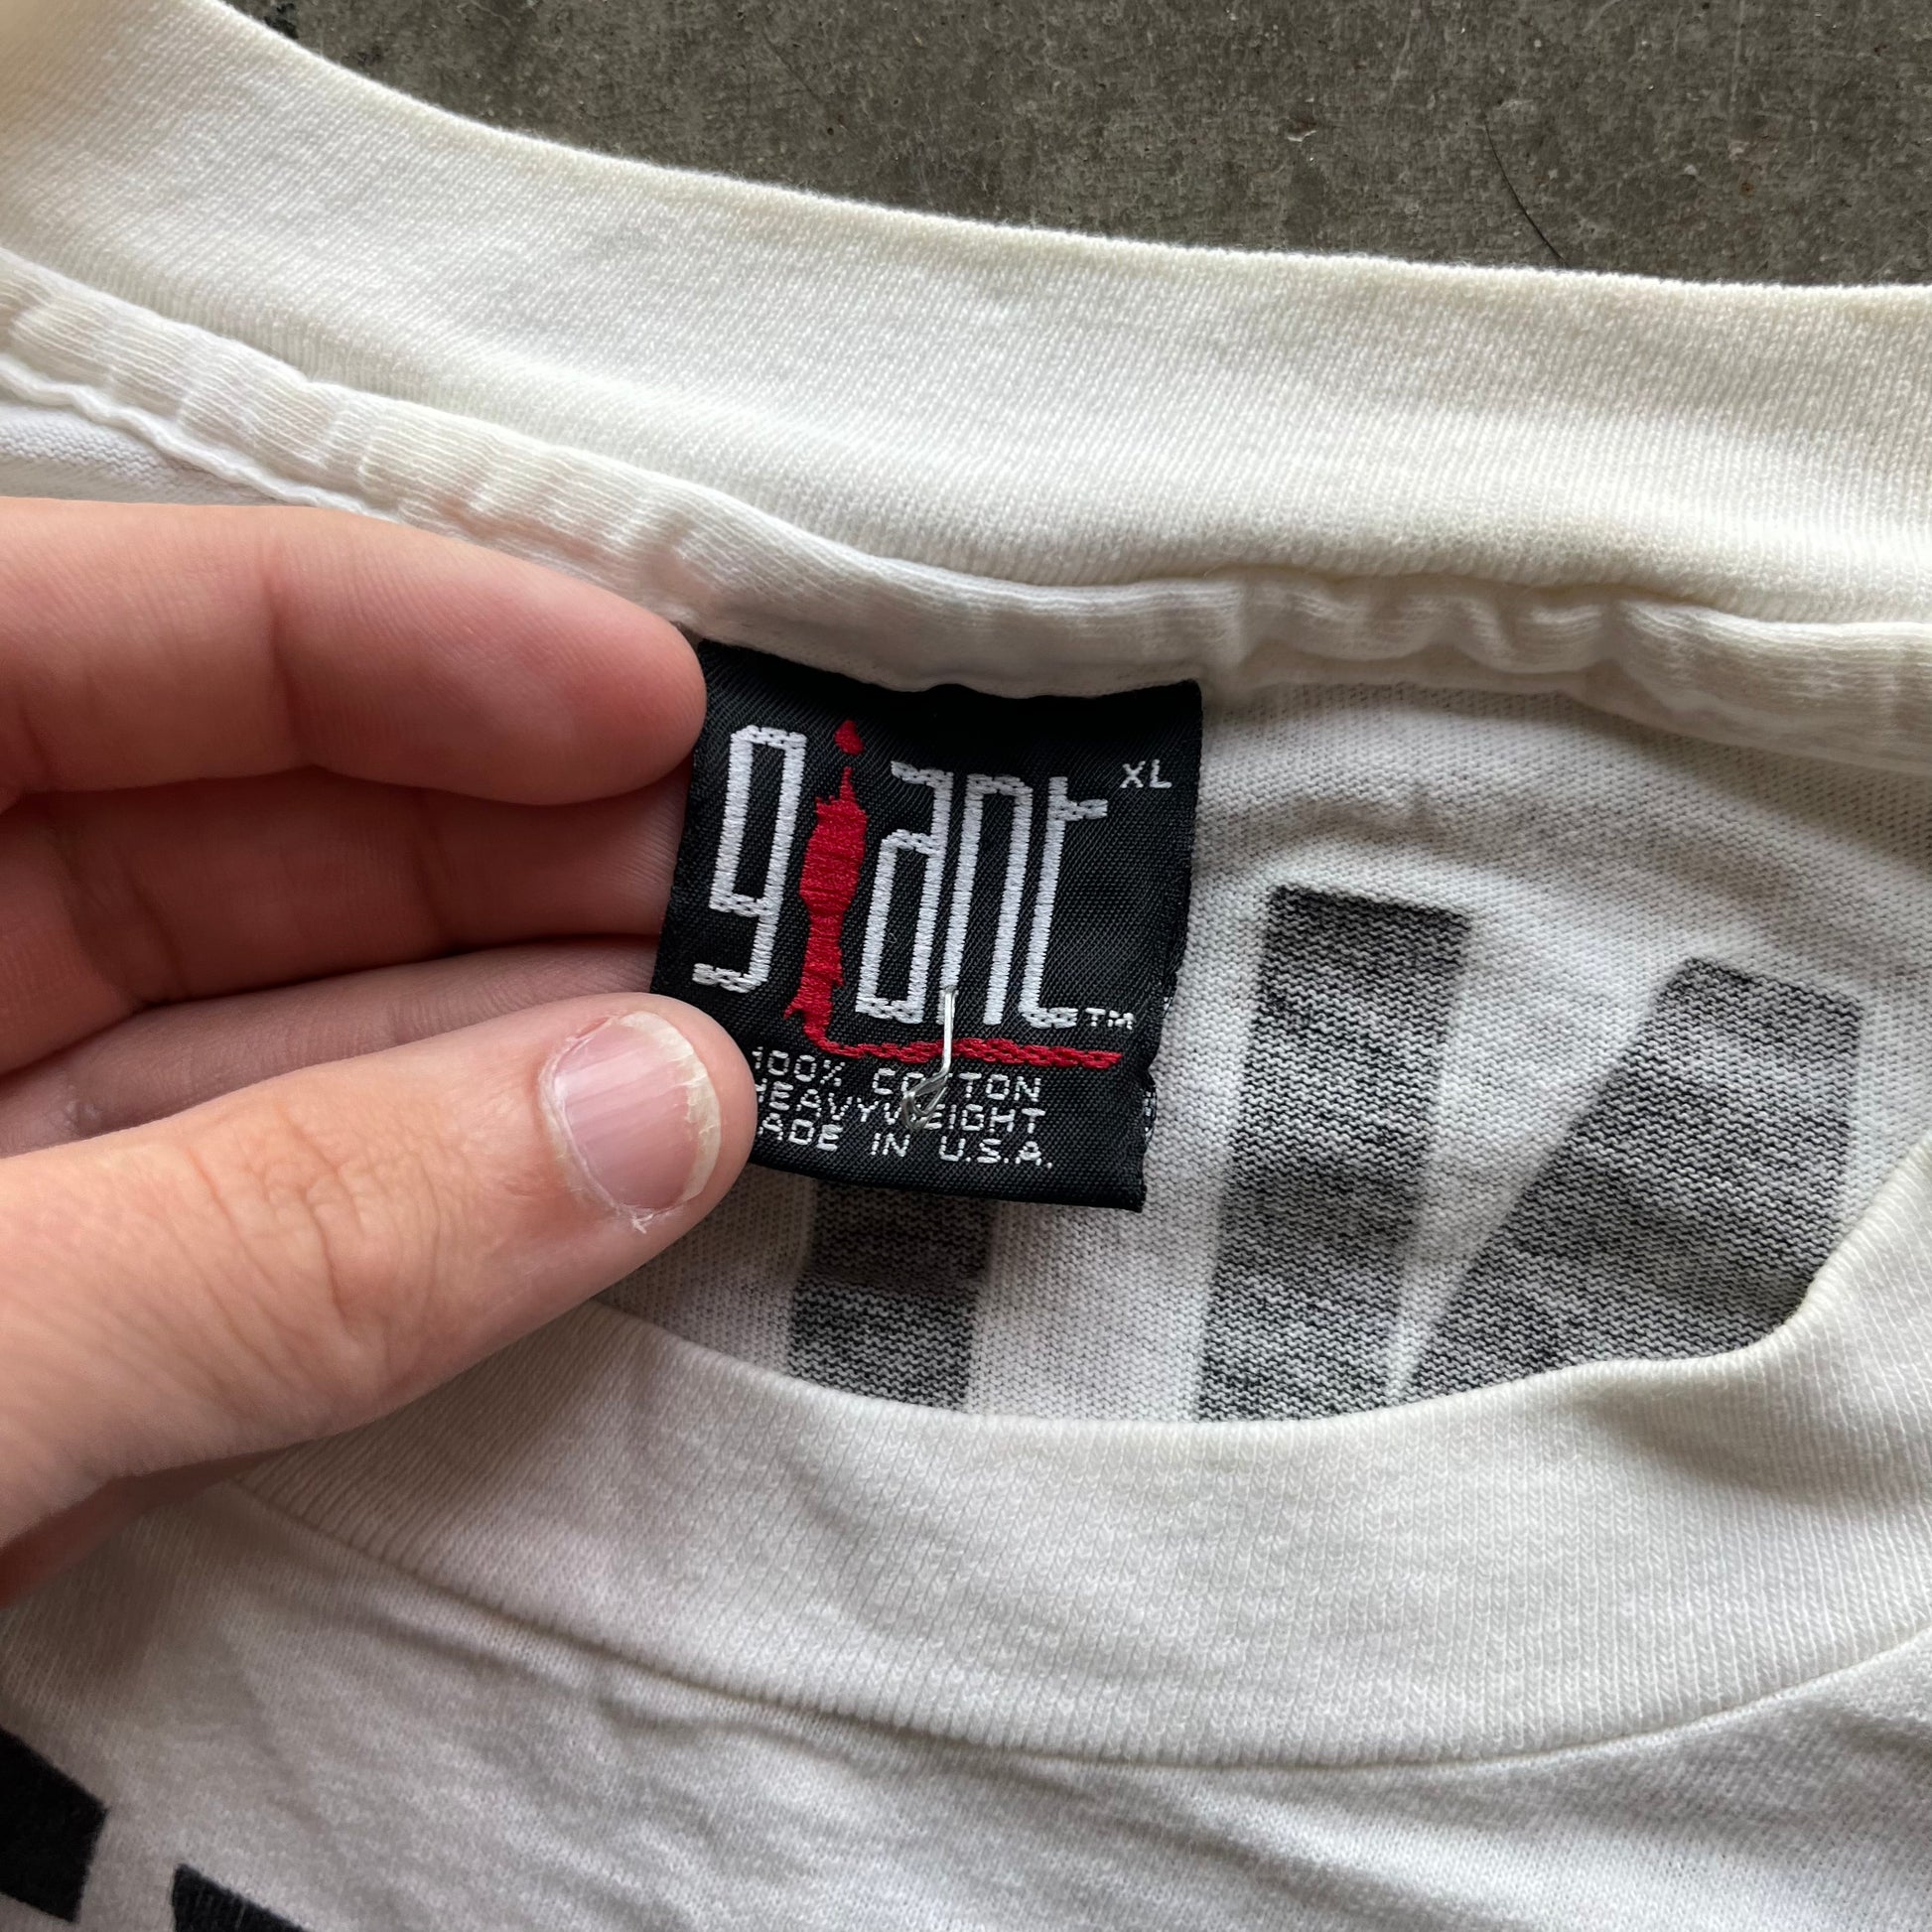 giant XL
TM
100% COTTON
HEAVYWEIGHT
MADE IN U.S.A.